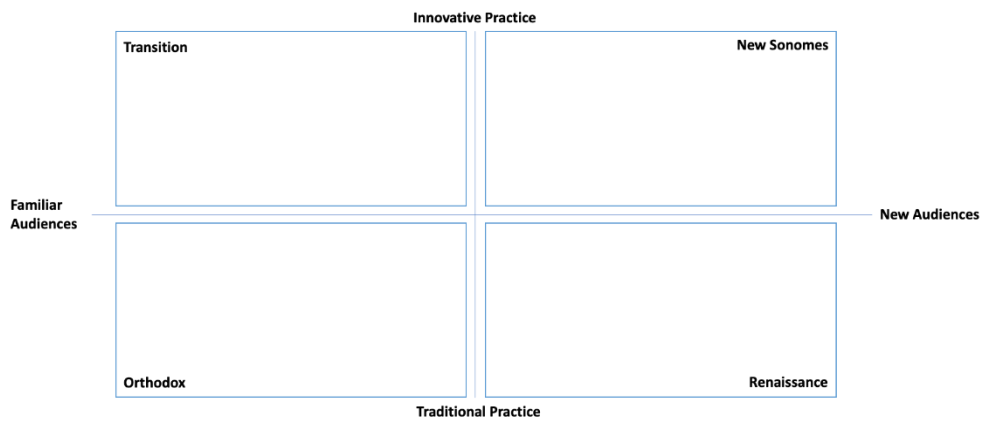 Innovative Practice
Transition
New Sonomes
Familiar
Audiences
New Audiences
Orthodox
Renaissance
Traditional Practice